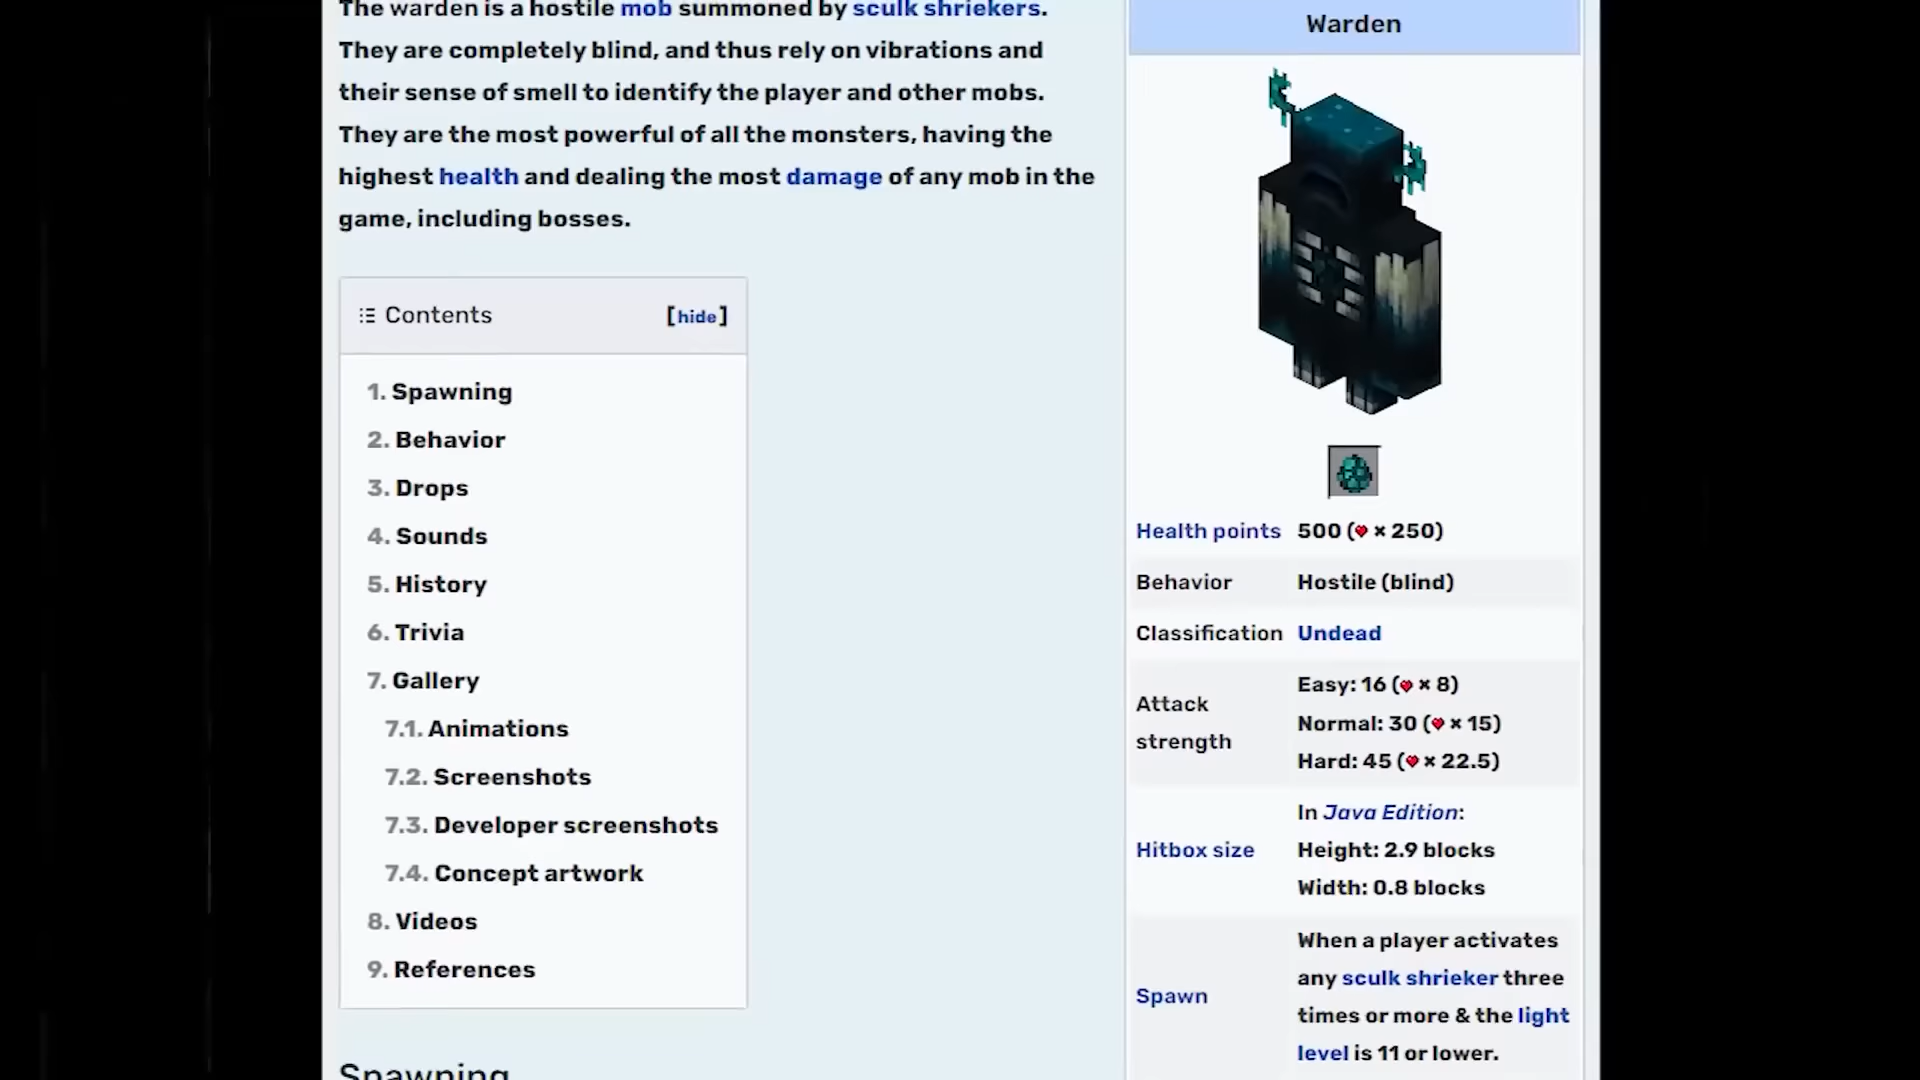 The warden is a hostile mob summoned by sculk shriekers.
They are completely blind, and thus rely on vibrations and
their sense of smell to identify the player and other mobs.
They are the most powerful of all the monsters, having the
highest health and dealing the most damage of any mob in the
game, including bosses.
Contents [hide]
1. Spawning
2. Behavior
3. Drops
4. Sounds
5. History
6. Trivia
7. Gallery
7.1. Animations
7.2. Screenshots
7.3. Developer screenshots
7.4. Concept artwork
8. Videos
9. References
Spawning
Warden
Health points 500 (❤ × 250)
Behavior Hostile (blind)
Classification Undead
Attack strength
Easy: 16 (❤ × 8)
Normal: 30 (❤ × 15)
Hard: 45 (❤ × 22.5)
Hitbox size
In Java Edition:
Height: 2.9 blocks
Width: 0.8 blocks
Spawn
When a player activates
any sculk shrieker three
times or more & the light
level is 11 or lower.